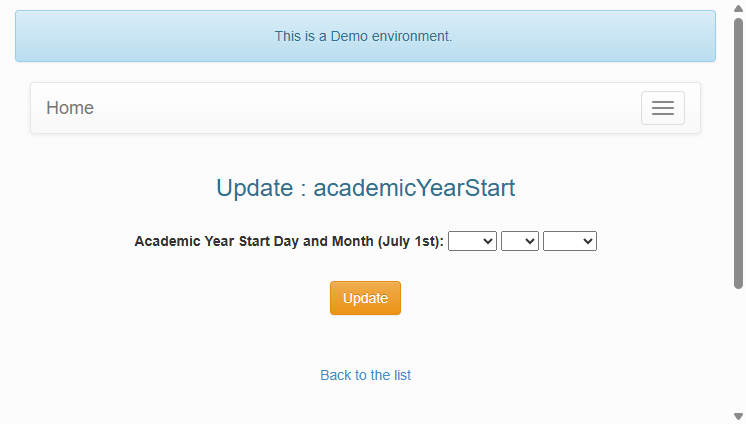 This is a Demo environment.
Home
Update : academicYearStart
Academic Year Start Day and Month (July 1st):
Update
Back to the list